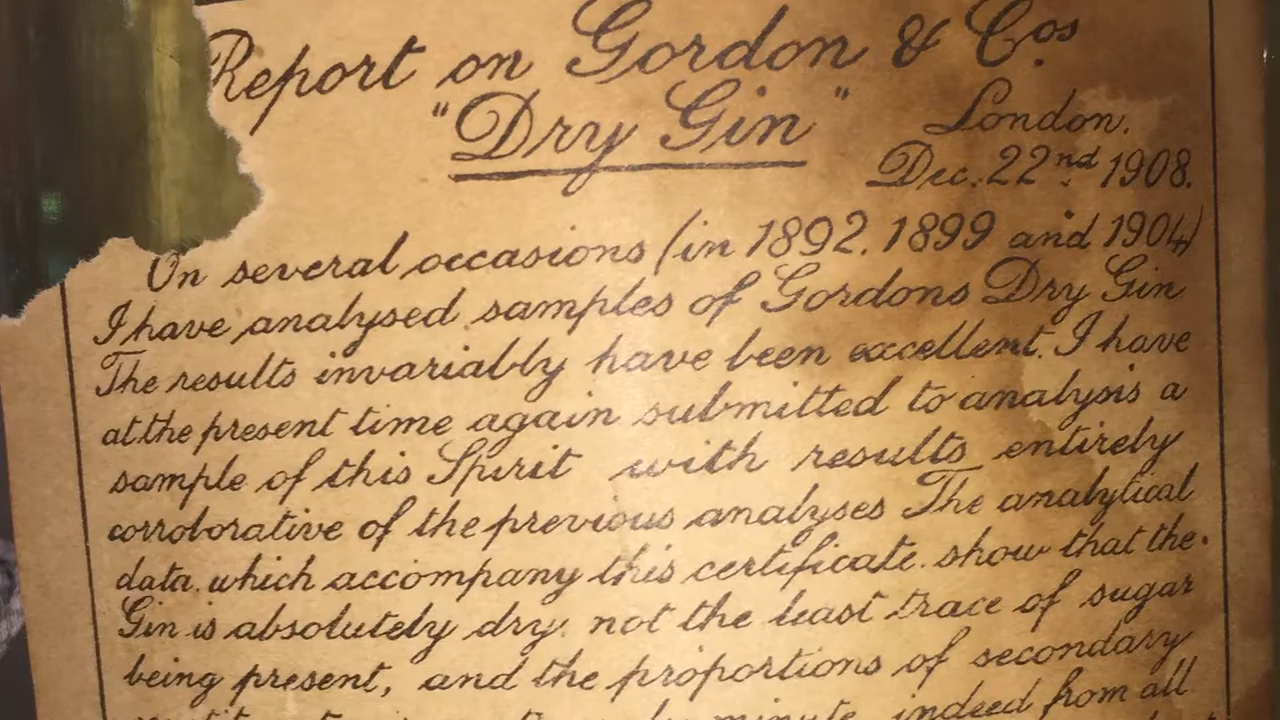 Report on Gordon & Cos.
"Dry Gin"
London.
Dec. 22nd 1908.
On several occasions (in 1892, 1899 and 1904)
I have analysed samples of Gordons Dry Gin
The results invariably have been excellent. I have
at the present time again submitted to analysis a
sample of this Spirit with results entirely
corroborative of the previous analyses The analytical
data, which accompany this certificate, show that the
Gin is absolutely dry, not the least trace of sugar
being present, and the proportions of secondary
minute, indeed from all